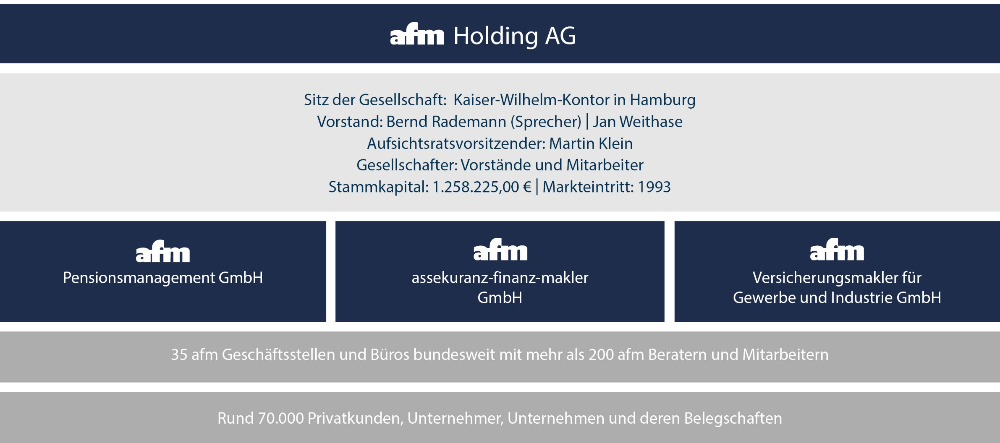 afm Holding AG
Sitz der Gesellschaft: Kaiser-Wilhelm-Kontor in Hamburg
Vorstand: Bernd Rademann (Sprecher) | Jan Weithase
Aufsichtsratsvorsitzender: Martin Klein
Gesellschafter: Vorstände und Mitarbeiter
Stammkapital: 1.258.225,00 € | Markteintritt: 1993
afm
Pensionsmanagement GmbH
afm
assekuranz-finanz-makler
GmbH
afm
Versicherungsmakler für
Gewerbe und Industrie GmbH
35 afm Geschäftsstellen und Büros bundesweit mit mehr als 200 afm Beratern und Mitarbeitern
Rund 70.000 Privatkunden, Unternehmer, Unternehmen und deren Belegschaften